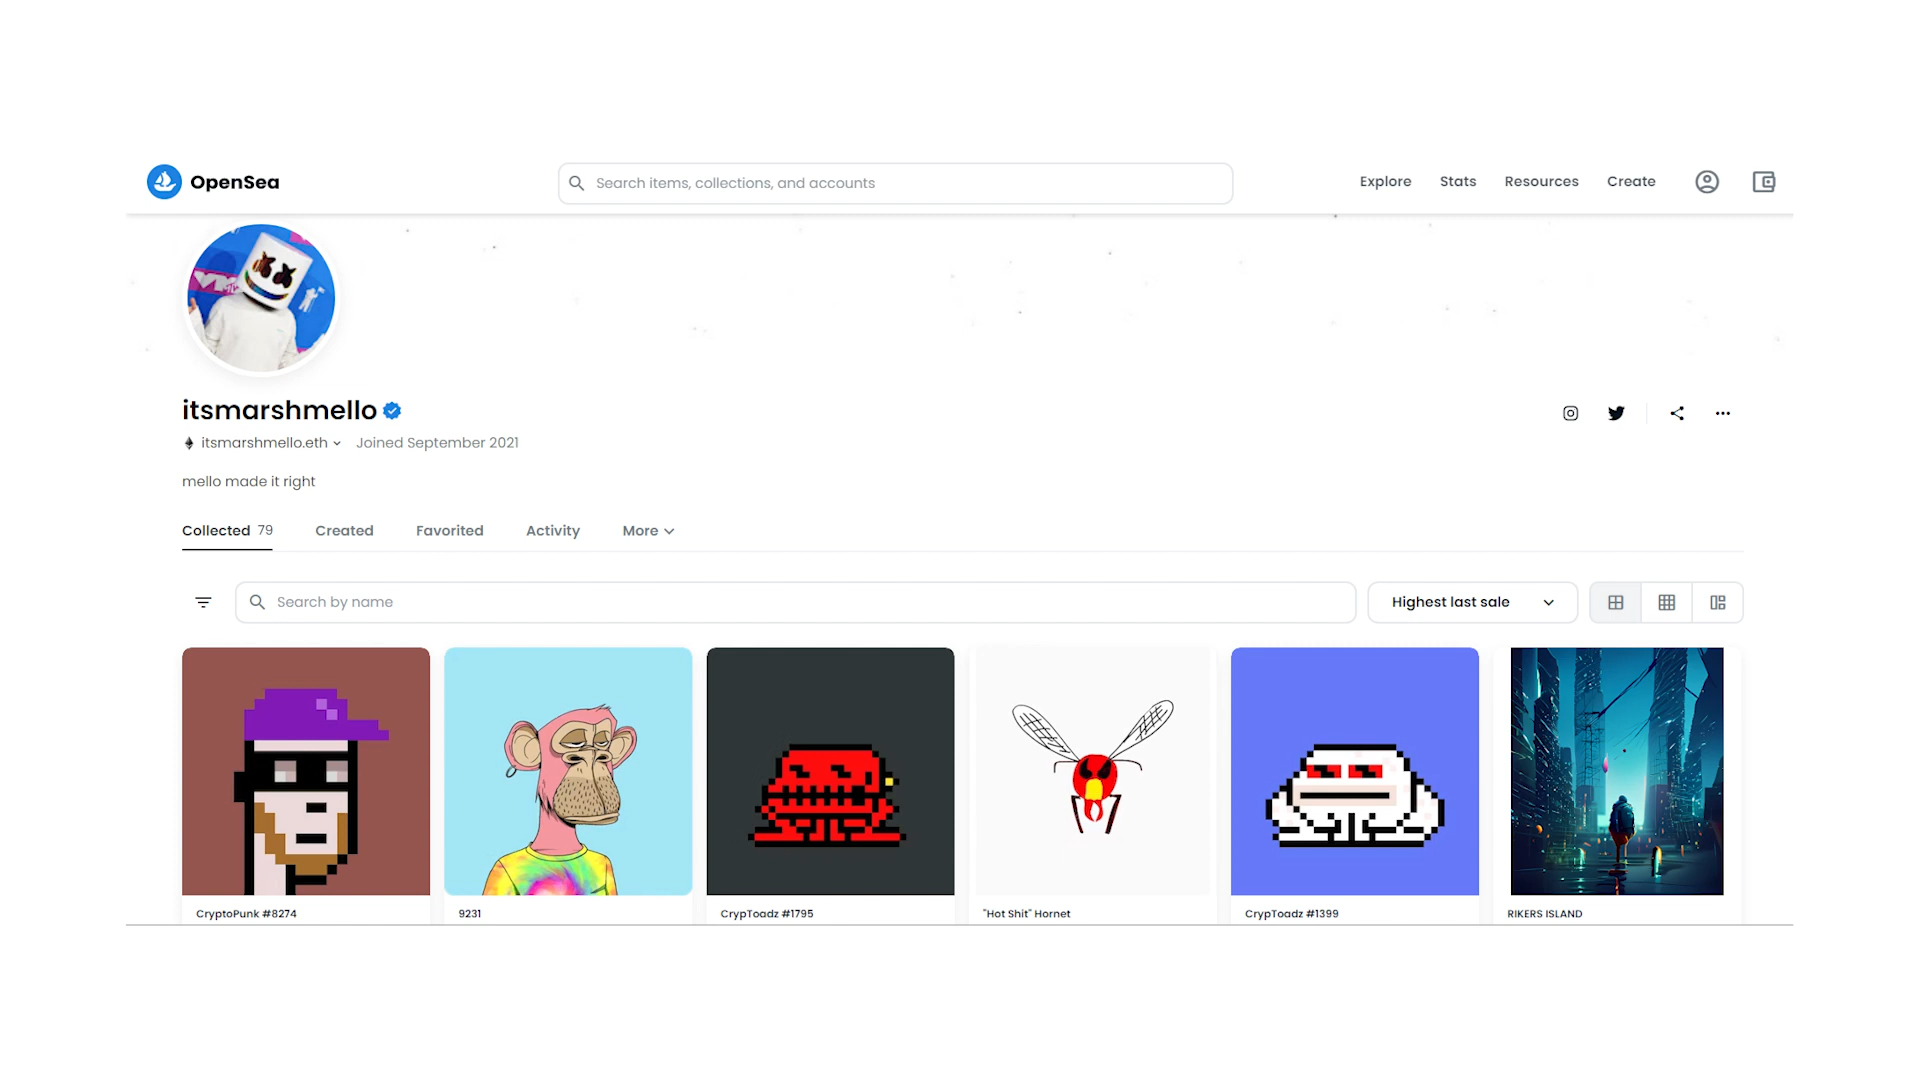 OpenSea
Search items, collections, and accounts
Explore Stats Resources Create
itsmarshmello
itsmarshmello.eth Joined September 2021
mello made it right
Collected 79 Created Favorited Activity More
Search by name
Highest last sale
CryptoPunk #8274
9231
CrypToadz #1795
"Hot Shit" Hornet
CrypToadz #1399
RIKERS ISLAND